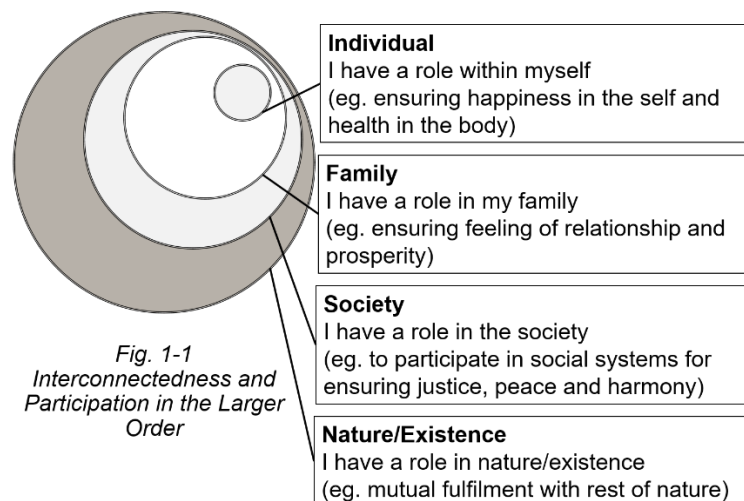 Individual
I have a role within myself
(eg. ensuring happiness in the self and
health in the body)
Family
I have a role in my family
(eg. ensuring feeling of relationship and
prosperity)
Society
I have a role in the society
(eg. to participate in social systems for
ensuring justice, peace and harmony)
Nature/Existence
I have a role in nature/existence
(eg. mutual fulfilment with rest of nature)
Fig. 1-1
Interconnectedness and
Participation in the Larger
Order